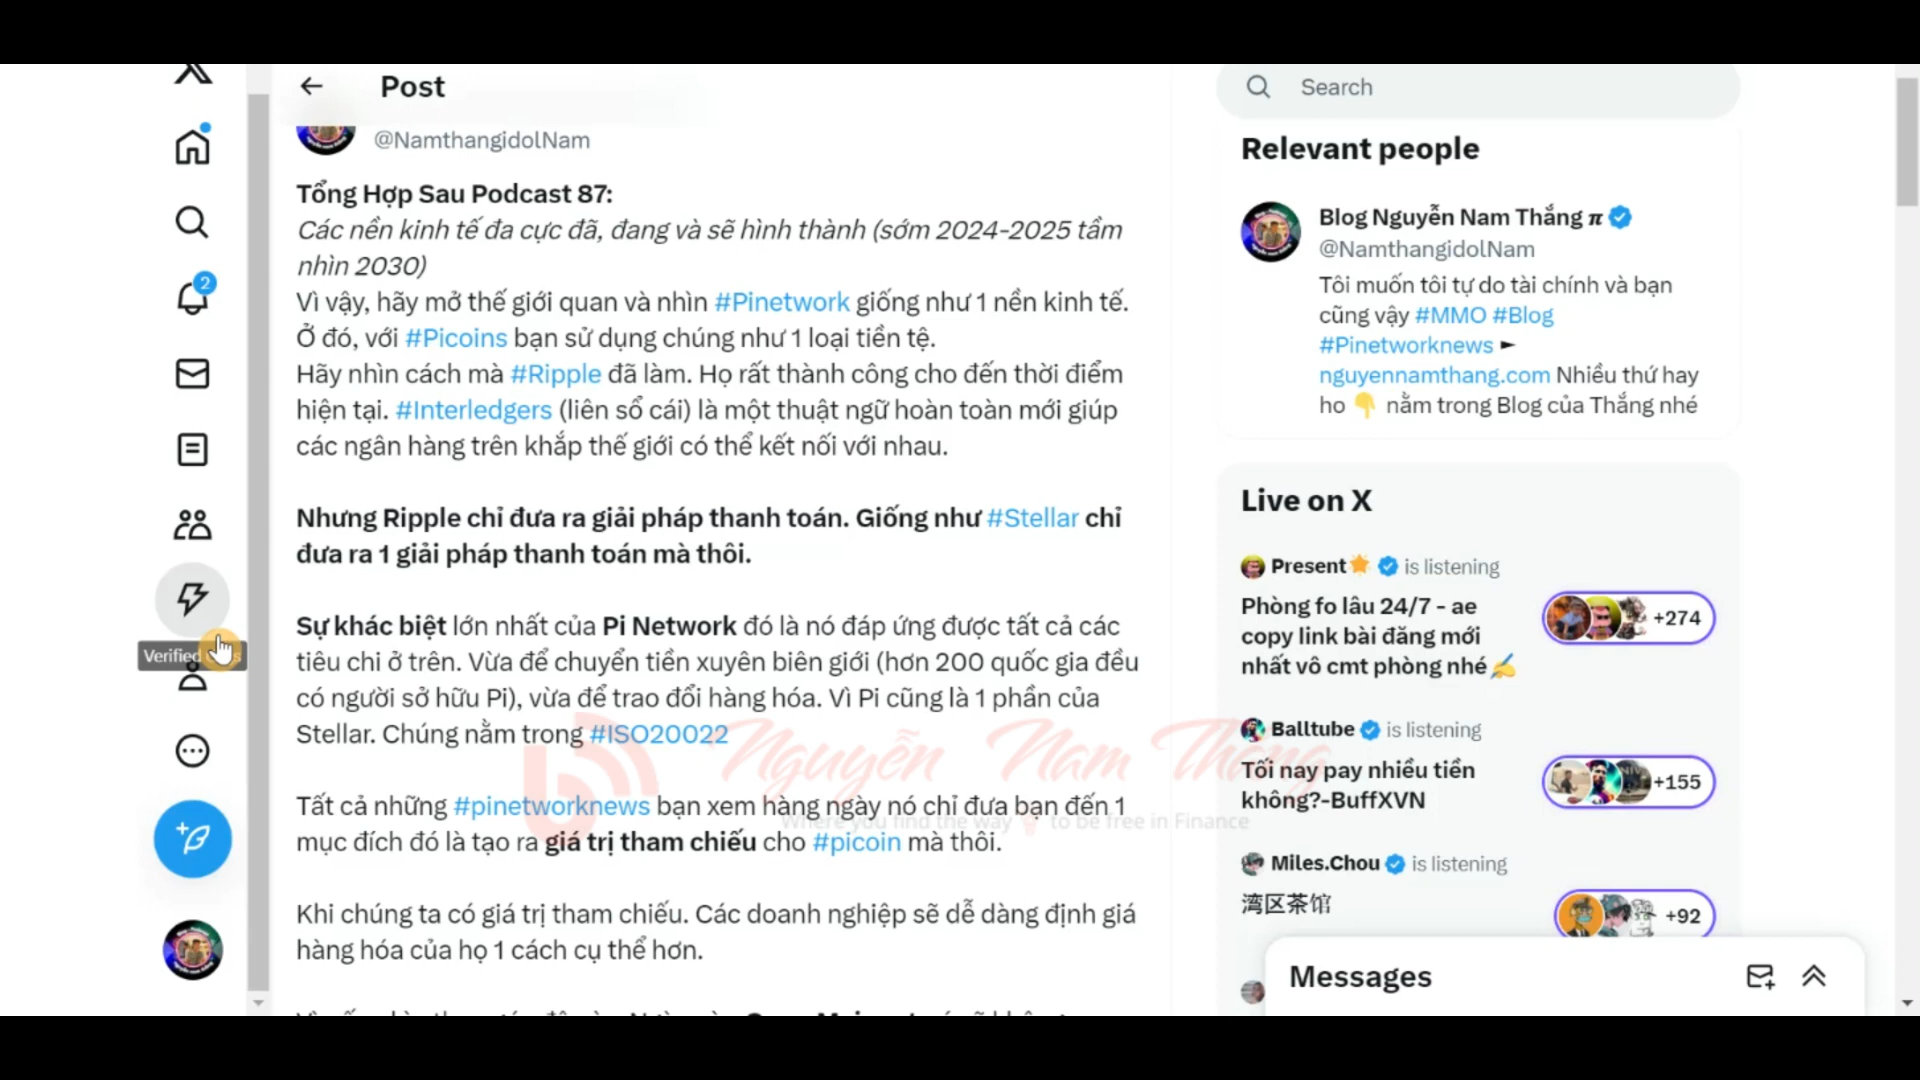 Post
@NamthangidolNam
Tổng Hợp Sau Podcast 87:
Các nền kinh tế đa cực đã, đang và sẽ hình thành (sớm 2024-2025 tầm
nhìn 2030)
Vì vậy, hãy mở thế giới quan và nhìn #Pinetwork giống như 1 nền kinh tế.
Ở đó, với #Picoins bạn sử dụng chúng như 1 loại tiền tệ.
Hãy nhìn cách mà #Ripple đã làm. Họ rất thành công cho đến thời điểm
hiện tại. #Interledgers (liên sổ cái) là một thuật ngữ hoàn toàn mới giúp
các ngân hàng trên khắp thế giới có thể kết nối với nhau.
Nhưng Ripple chỉ đưa ra giải pháp thanh toán. Giống như #Stellar chỉ
đưa ra 1 giải pháp thanh toán mà thôi.
Sự khác biệt lớn nhất của Pi Network đó là nó đáp ứng được tất cả các
tiêu chi ở trên. Vừa để chuyển tiền xuyên biên giới (hơn 200 quốc gia đều
có người sở hữu Pi), vừa để trao đổi hàng hóa. Vì Pi cũng là 1 phần của
Stellar. Chúng nằm trong #ISO20022
Tất cả những #pinetworknews bạn xem hàng ngày nó chỉ đưa bạn đến 1
mục đích đó là tạo ra giá trị tham chiếu cho #picoin mà thôi.
Khi chúng ta có giá trị tham chiếu. Các doanh nghiệp sẽ dễ dàng định giá
hàng hóa của họ 1 cách cụ thể hơn.
2
Verified
Nguyễn Nam Thắng
Where you find the way to be free in Finance
Search
Relevant people
Blog Nguyễn Nam Thắng π
@NamthangidolNam
Tôi muốn tôi tự do tài chính và bạn
cũng vậy #MMO #Blog
#Pinetworknews ►
nguyennamthang.com Nhiều thứ hay
ho 👇 nằm trong Blog của Thắng nhé
Live on X
Present🌟 is listening
Phòng fo lâu 24/7 - ae
copy link bài đăng mới
nhất vô cmt phòng nhé✍️
+274
Balltube is listening
Tối nay pay nhiều tiền
không?-BuffXVN
+155
Miles.Chou is listening
湾区茶馆
+92
Messages